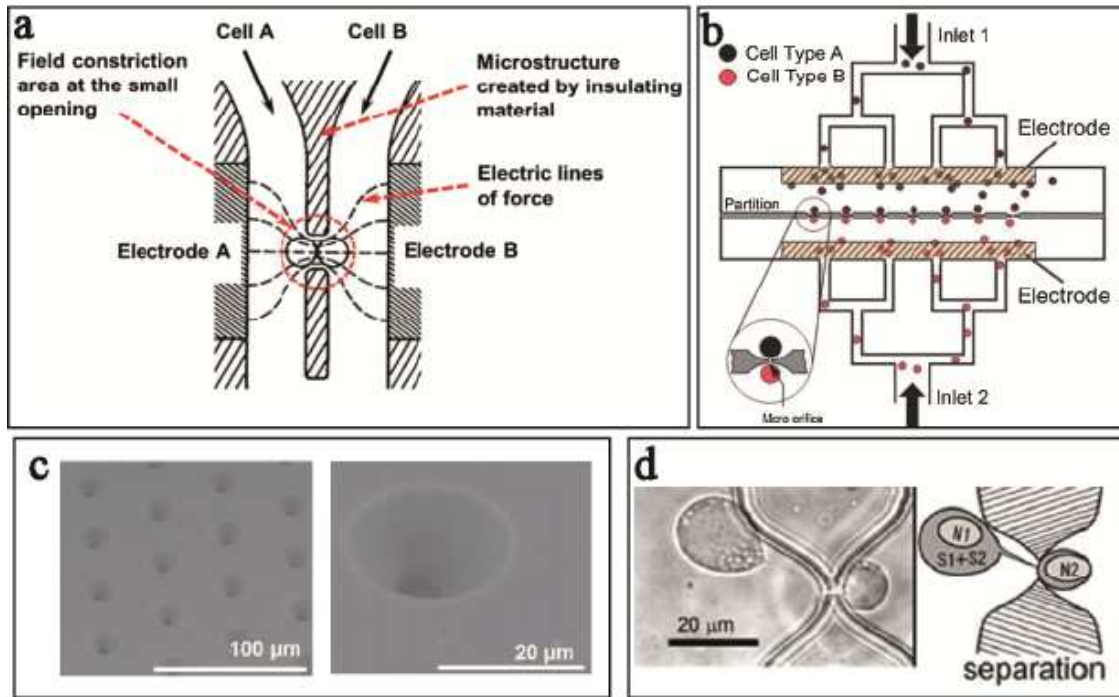 a
Cell A
Cell B
Field constriction
area at the small
opening
Microstructure
created by insulating
material
Electric lines
of force
Electrode A
Electrode B
b
Cell Type A
Cell Type B
Inlet 1
Electrode
Partition
Electrode
Micro orifice
Inlet 2
c
100 µm
20 µm
d
20 µm
N1
S1+S2
N2
separation